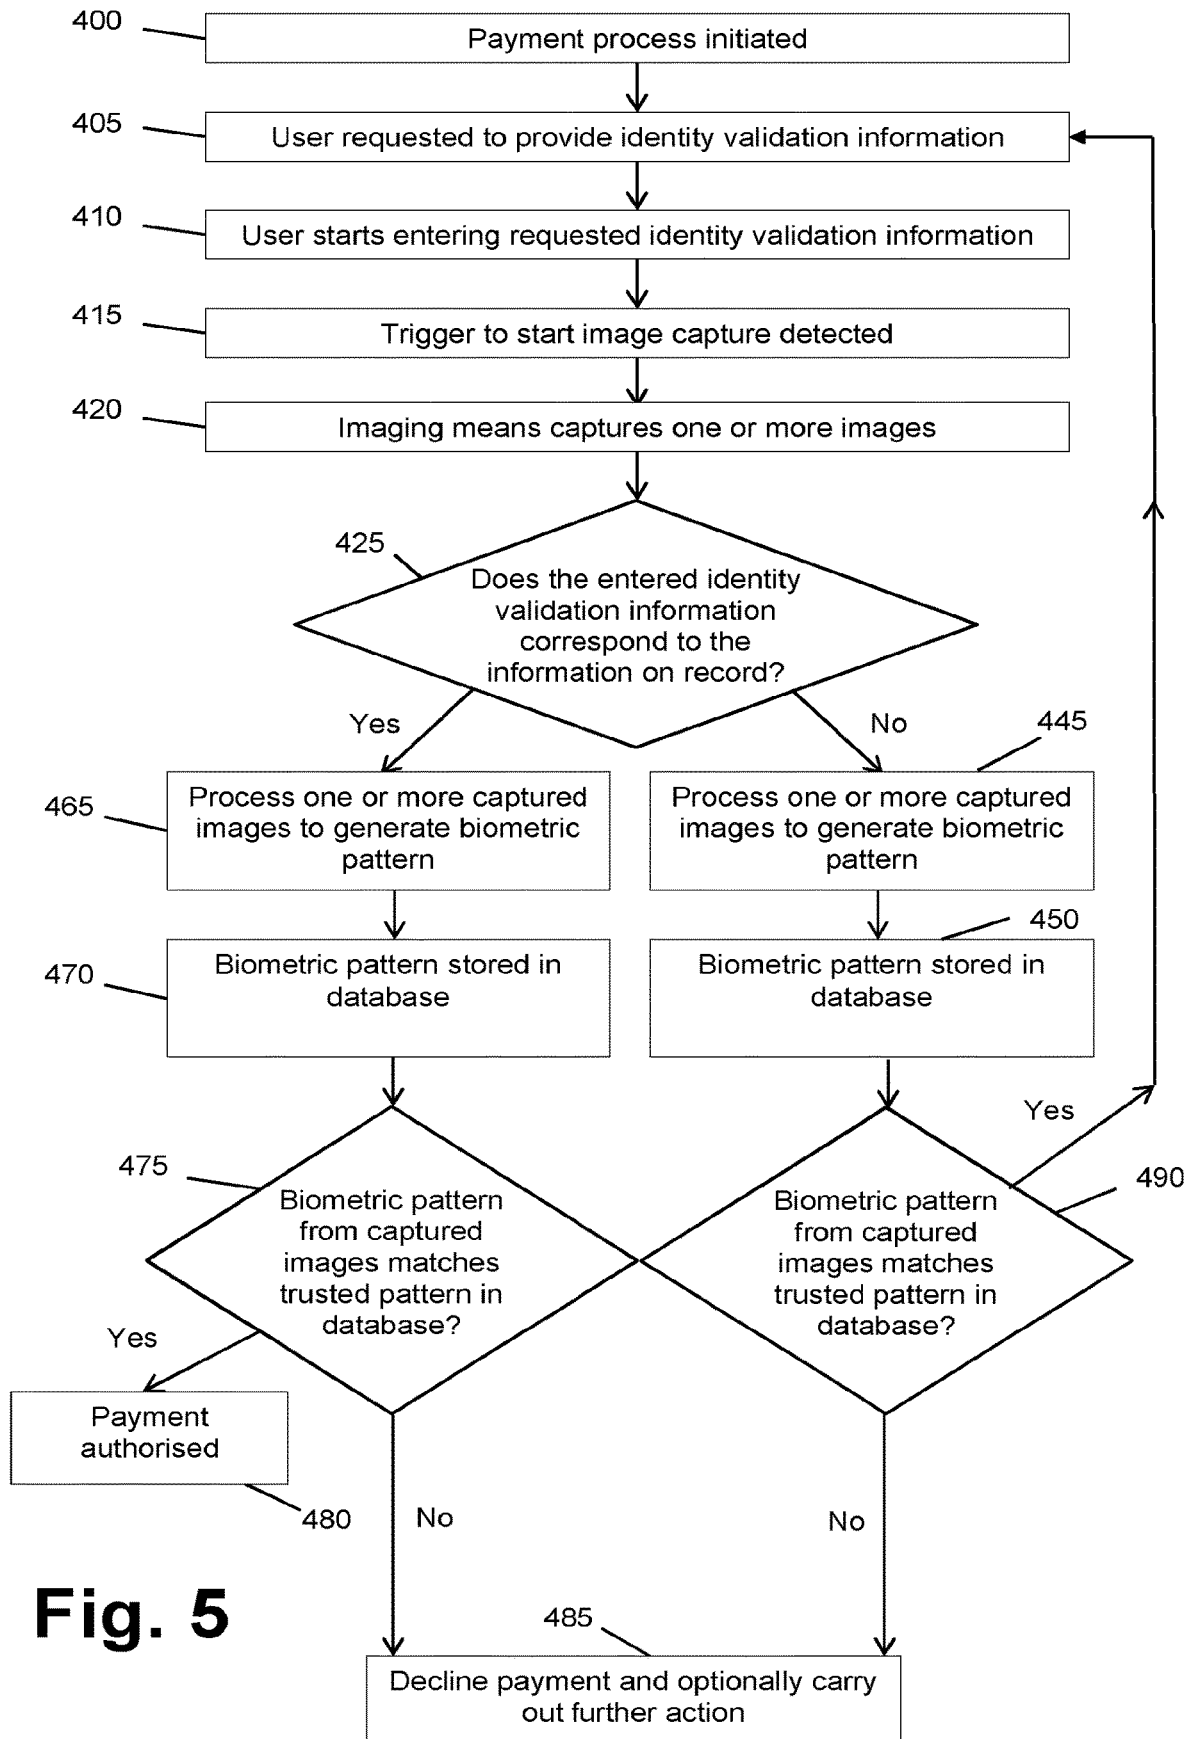 400
Payment process initiated
405
User requested to provide identity validation information
410
User starts entering requested identity validation information
415
Trigger to start image capture detected
420
Imaging means captures one or more images
425
Does the entered identity
validation information
correspond to the
information on record?
Yes
No
445
465
Process one or more captured
images to generate biometric
pattern
Process one or more captured
images to generate biometric
pattern
450
470
Biometric pattern stored in
database
Biometric pattern stored in
database
Yes
475
490
Biometric pattern
from captured
images matches
trusted pattern in
database?
Biometric pattern
from captured
images matches
trusted pattern in
database?
Yes
Payment
authorised
480
No
No
Fig. 5
485
Decline payment and optionally carry
out further action